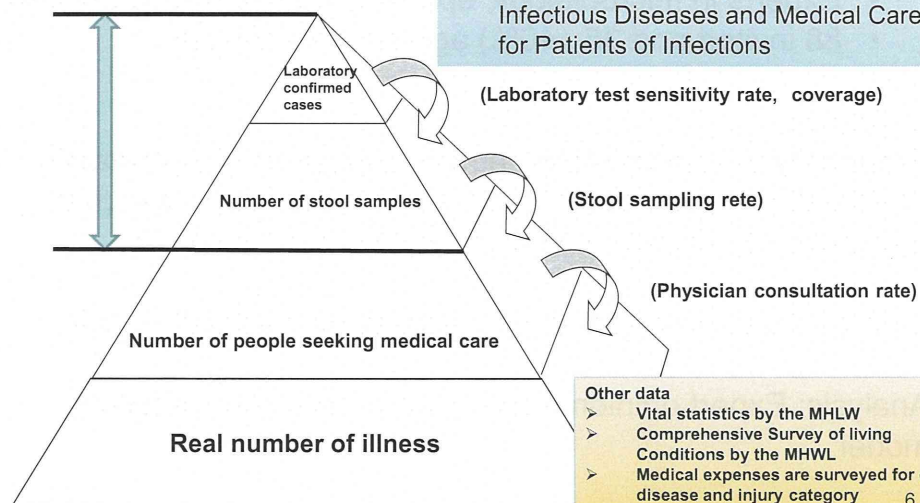 Infectious Diseases and Medical Care
for Patients of Infections
Laboratory
confirmed
cases
(Laboratory test sensitivity rate, coverage)
Number of stool samples
(Stool sampling rete)
(Physician consultation rate)
Number of people seeking medical care
Real number of illness
Other data
➢ Vital statistics by the MHLW
➢ Comprehensive Survey of living
Conditions by the MHWL
➢ Medical expenses are surveyed for
disease and injury category
6